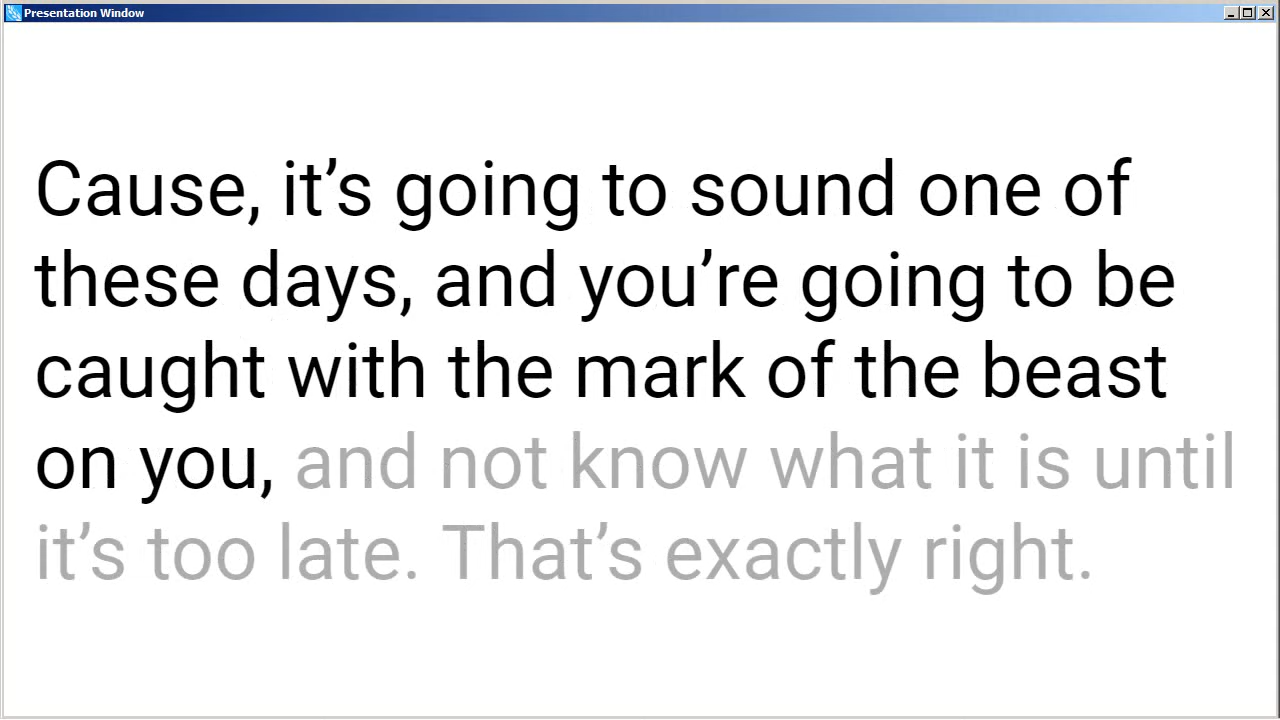 Presentation Window
Cause, it’s going to sound one of
these days, and you’re going to be
caught with the mark of the beast
on you, and not know what it is until
it’s too late. That’s exactly right.